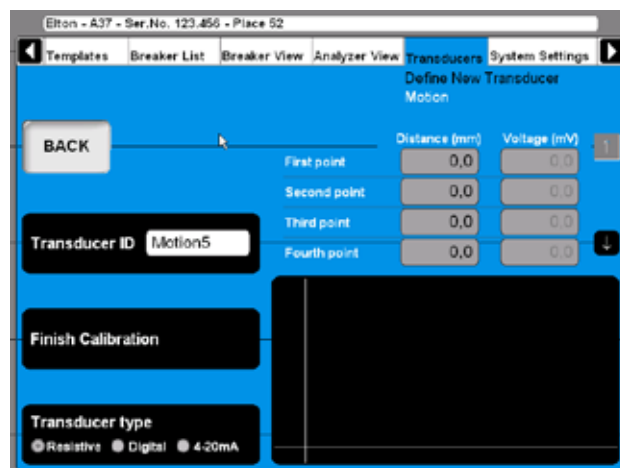 Elton - A37 - Ser.No. 123.456 - Place 52
Templates Breaker List Breaker View Analyzer View Transducers System Settings
Define New Transducer
Motion
BACK
Distance (mm) Voltage (mV)
1
First point 0,0 0,0
Second point 0,0 0,0
Third point 0,0 0,0
Transducer ID Motion5
Fourth point 0,0 0,0
Finish Calibration
Transducer type
Resistive Digital 4-20mA